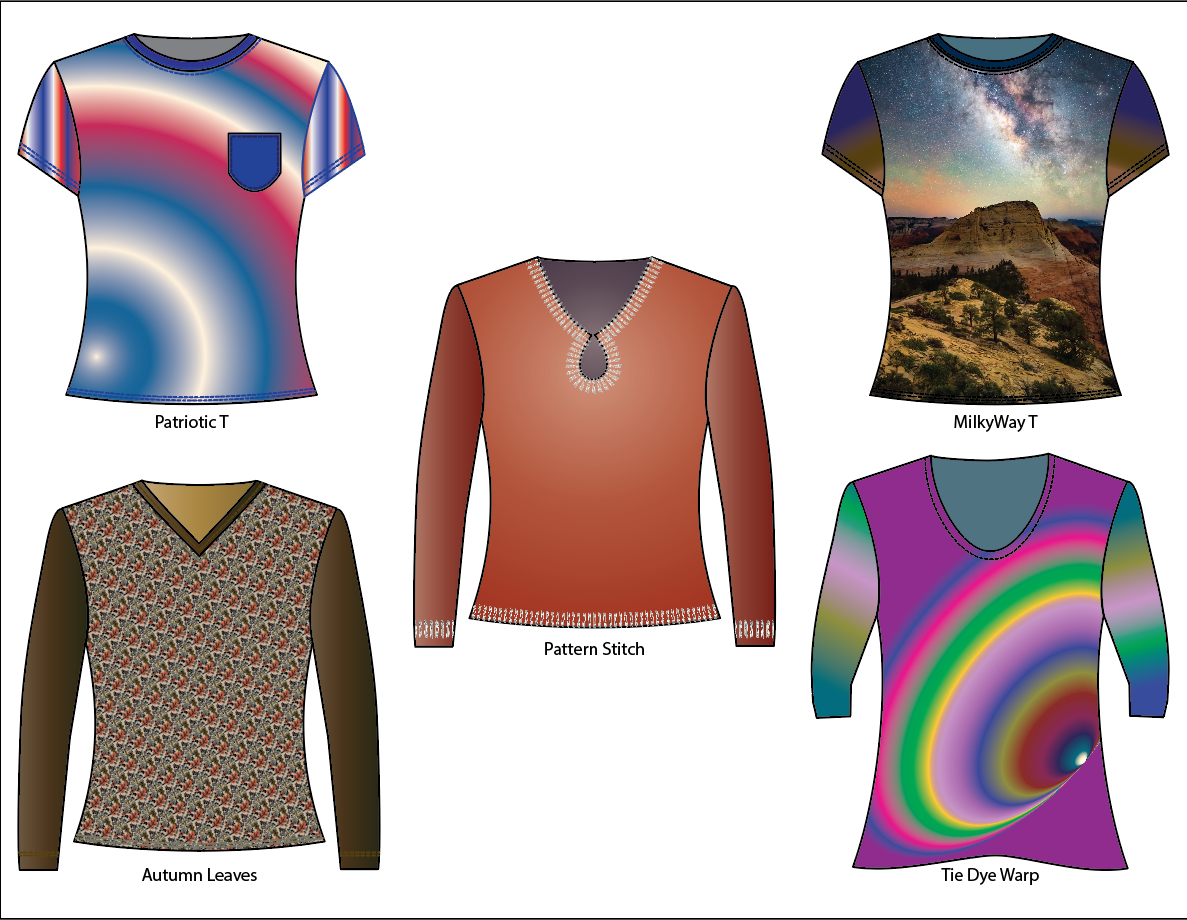 Patriotic T
MilkyWay T
Pattern Stitch
Autumn Leaves
Tie Dye Warp